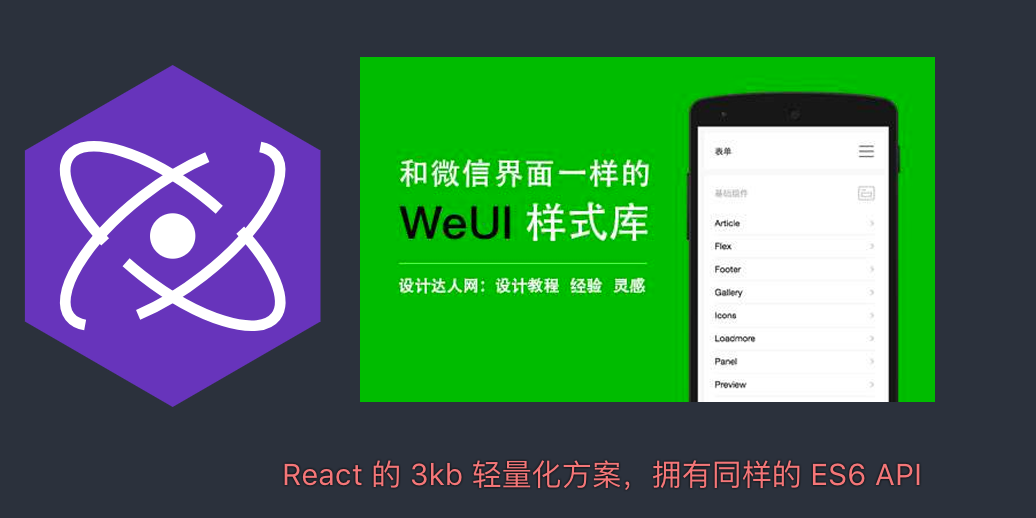 和微信界面一样的
WeUI 样式库
设计达人网：设计教程 经验 灵感
表单
基础组件
Article
Flex
Footer
Gallery
Icons
Loadmore
Panel
Preview
React 的 3kb 轻量化方案，拥有同样的 ES6 API